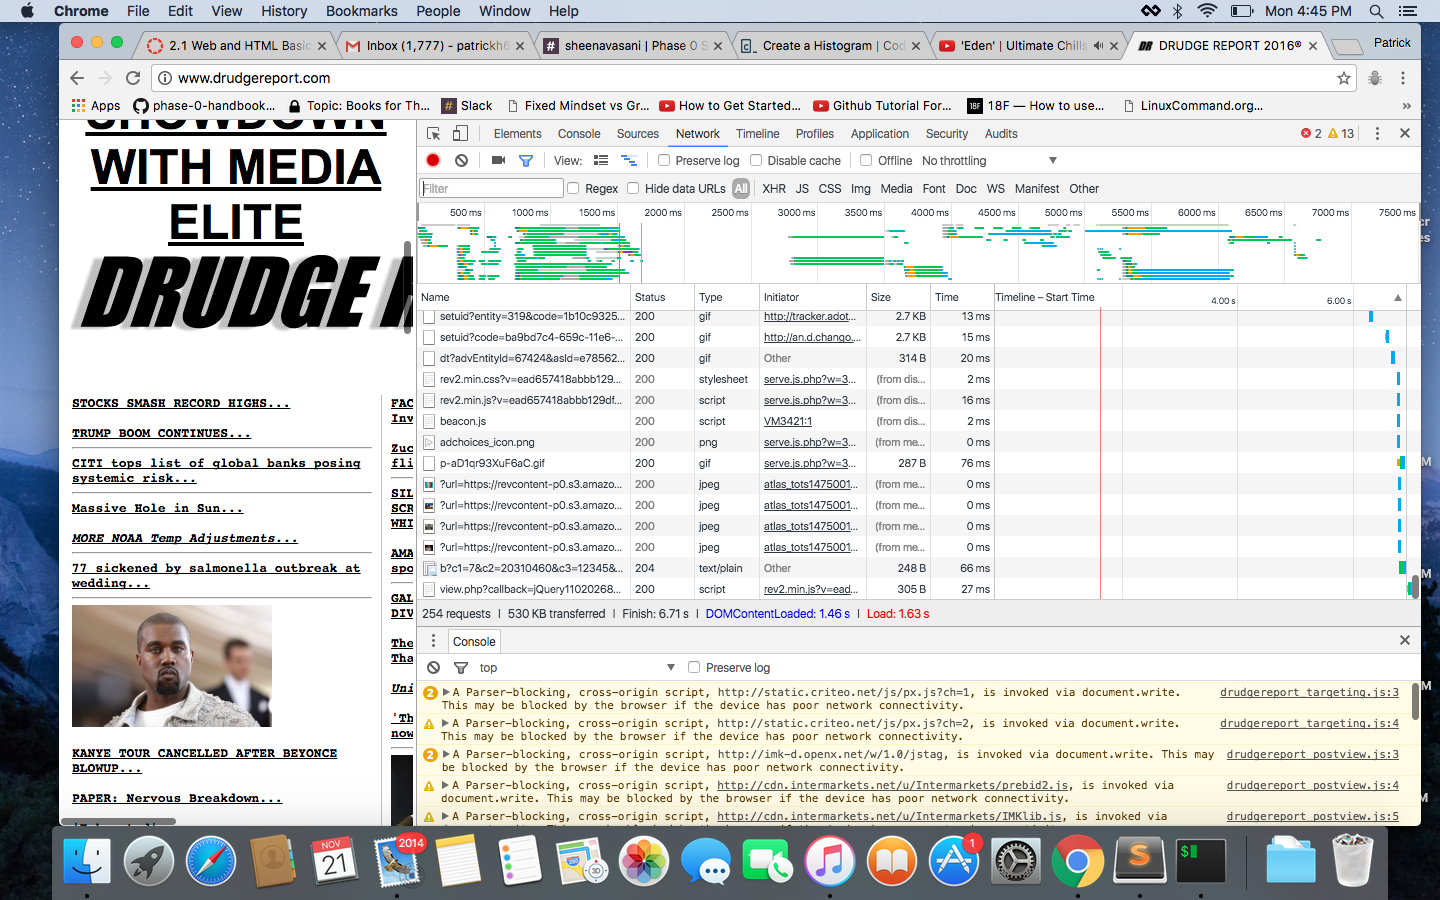 Chrome File Edit View History Bookmarks People Window Help Mon 4:45 PM
2.1 Web and HTML Basic Inbox (1,777) - patrickh6 sheenavasani | Phase 0 S Create a Histogram | Cod 'Eden' | Ultimate Chills DRUDGE REPORT 2016® Patrick
www.drudgereport.com
Apps phase-0-handbook... Topic: Books for Th... Slack Fixed Mindset vs Gr... How to Get Started... Github Tutorial For... 18F 18F — How to use... LinuxCommand.org... »
SHOWDOWN
WITH MEDIA
ELITE
DRUDGE
STOCKS SMASH RECORD HIGHS...
TRUMP BOOM CONTINUES...
CITI tops list of global banks posing
systemic risk...
Massive Hole in Sun...
MORE NOAA Temp Adjustments...
77 sickened by salmonella outbreak at
wedding...
KANYE TOUR CANCELLED AFTER BEYONCE
BLOWUP...
PAPER: Nervous Breakdown...
FAC
Inv
Zuc
fli
SIL
SCR
WHI
AMA
spo
GAL
DIV
The
Tha
Uni
'Th
now
Elements Console Sources Network Timeline Profiles Application Security Audits 2 13
View: Preserve log Disable cache Offline No throttling
Filter Regex Hide data URLs All XHR JS CSS Img Media Font Doc WS Manifest Other
500 ms 1000 ms 1500 ms 2000 ms 2500 ms 3000 ms 3500 ms 4000 ms 4500 ms 5000 ms 5500 ms 6000 ms 6500 ms 7000 ms 7500 ms
Name Status Type Initiator Size Time Timeline – Start Time 4.00 s 6.00 s
setuid?entity=319&code=1b10c9325... 200 gif http://tracker.adot... 2.7 KB 13 ms
setuid?code=ba9bd7c4-659c-11e6-... 200 gif http://an.d.chango.... 2.7 KB 15 ms
dt?advEntityId=67424&asId=e78562... 200 gif Other 314 B 20 ms
rev2.min.css?v=ead657418abbb129... 200 stylesheet serve.js.php?w=3... (from dis... 2 ms
rev2.min.js?v=ead657418abbb129df... 200 script serve.js.php?w=3... (from dis... 16 ms
beacon.js 200 script VM3421:1 (from dis... 2 ms
adchoices_icon.png 200 png serve.js.php?w=3... (from me... 0 ms
p-aD1qr93XuF6aC.gif 200 gif serve.js.php?w=3... 287 B 76 ms
?url=https://revcontent-p0.s3.amazo... 200 jpeg atlas_tots1475001... (from me... 0 ms
?url=https://revcontent-p0.s3.amazo... 200 jpeg atlas_tots1475001... (from me... 0 ms
?url=https://revcontent-p0.s3.amazo... 200 jpeg atlas_tots1475001... (from me... 0 ms
?url=https://revcontent-p0.s3.amazo... 200 jpeg atlas_tots1475001... (from me... 0 ms
b?c1=7&c2=20310460&c3=12345&... 204 text/plain Other 248 B 66 ms
view.php?callback=jQuery11020268... 200 script rev2.min.js?v=ead... 305 B 27 ms
254 requests | 530 KB transferred | Finish: 6.71 s | DOMContentLoaded: 1.46 s | Load: 1.63 s
Console
top Preserve log
2 A Parser-blocking, cross-origin script, http://static.criteo.net/js/px.js?ch=1, is invoked via document.write. drudgereport targeting.js:3
This may be blocked by the browser if the device has poor network connectivity.
A Parser-blocking, cross-origin script, http://static.criteo.net/js/px.js?ch=2, is invoked via document.write. drudgereport targeting.js:4
This may be blocked by the browser if the device has poor network connectivity.
2 A Parser-blocking, cross-origin script, http://imk-d.openx.net/w/1.0/jstag, is invoked via document.write. This may drudgereport postview.js:3
be blocked by the browser if the device has poor network connectivity.
A Parser-blocking, cross-origin script, http://cdn.intermarkets.net/u/Intermarkets/prebid2.js, is invoked via drudgereport postview.js:4
document.write. This may be blocked by the browser if the device has poor network connectivity.
A Parser-blocking, cross-origin script, http://cdn.intermarkets.net/u/Intermarkets/IMKlib.js, is invoked via drudgereport postview.js:5
NOV
21
2014
3D
1
$